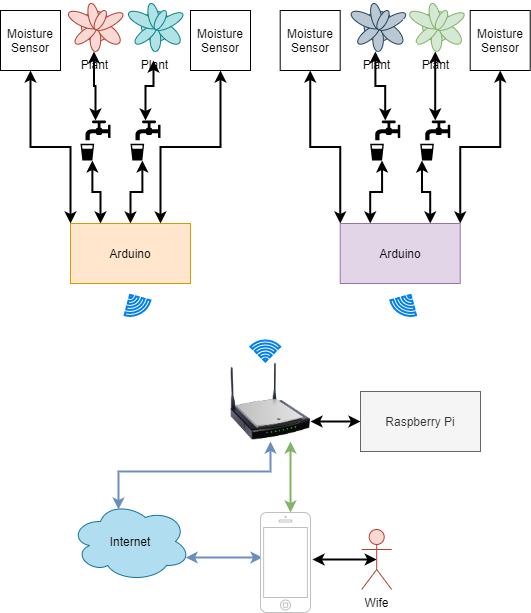 Moisture
Sensor
Plant
Plant
Moisture
Sensor
Moisture
Sensor
Plant
Plant
Moisture
Sensor
Arduino
Arduino
Raspberry Pi
Internet
Wife